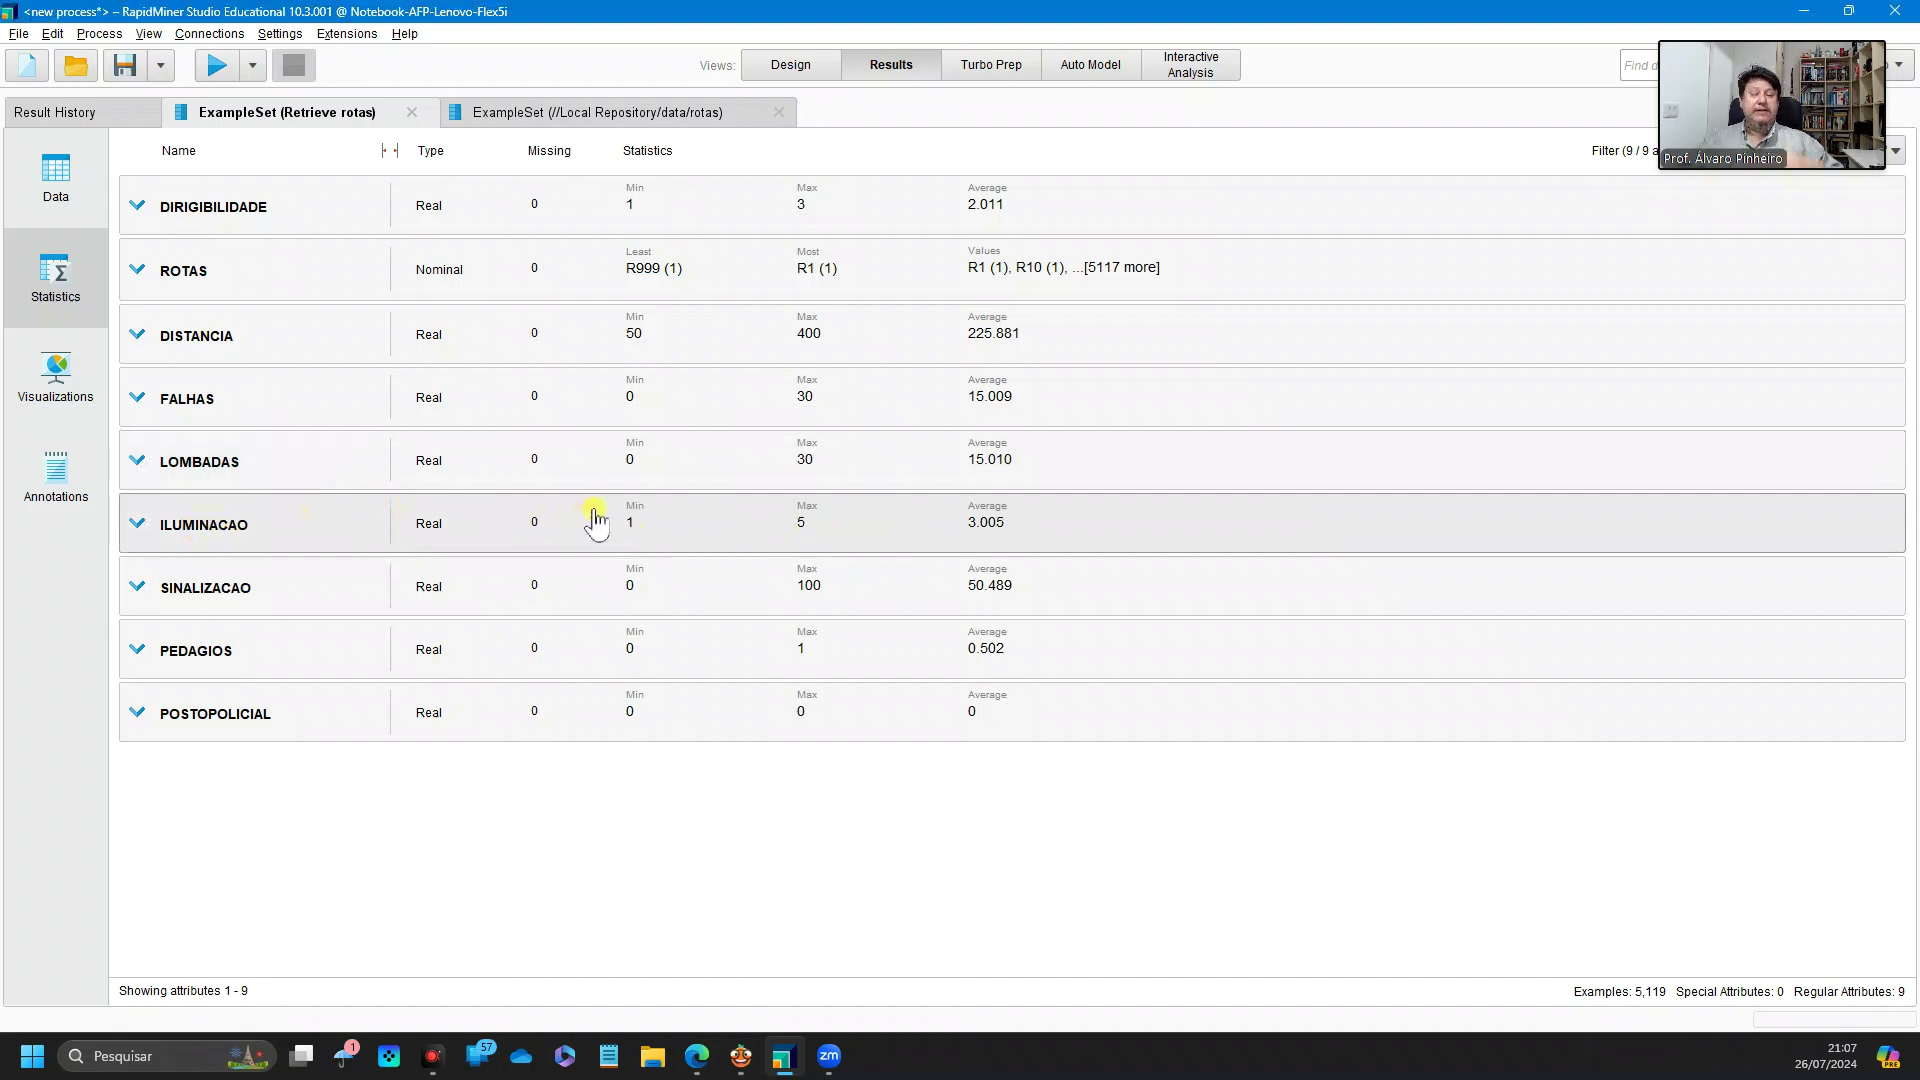 <new process*> – RapidMiner Studio Educational 10.3.001 @ Notebook-AFP-Lenovo-Flex5i
File Edit Process View Connections Settings Extensions Help
Views: Design Results Turbo Prep Auto Model Interactive Analysis
Find d
Prof. Álvaro Pinheiro
Result History ExampleSet (Retrieve rotas) ExampleSet (//Local Repository/data/rotas)
Name Type Missing Statistics Filter (9 / 9 a
Data
Statistics
Visualizations
Annotations
Min Max Average
DIRIGIBILIDADE Real 0 1 3 2.011
Least Most Values
ROTAS Nominal 0 R999 (1) R1 (1) R1 (1), R10 (1), ...[5117 more]
Min Max Average
DISTANCIA Real 0 50 400 225.881
Min Max Average
FALHAS Real 0 0 30 15.009
Min Max Average
LOMBADAS Real 0 0 30 15.010
Min Max Average
ILUMINACAO Real 0 1 5 3.005
Min Max Average
SINALIZACAO Real 0 0 100 50.489
Min Max Average
PEDAGIOS Real 0 0 1 0.502
Min Max Average
POSTOPOLICIAL Real 0 0 0 0
Showing attributes 1 - 9 Examples: 5,119 Special Attributes: 0 Regular Attributes: 9
Pesquisar 1 57 zm PRE
21:07
26/07/2024